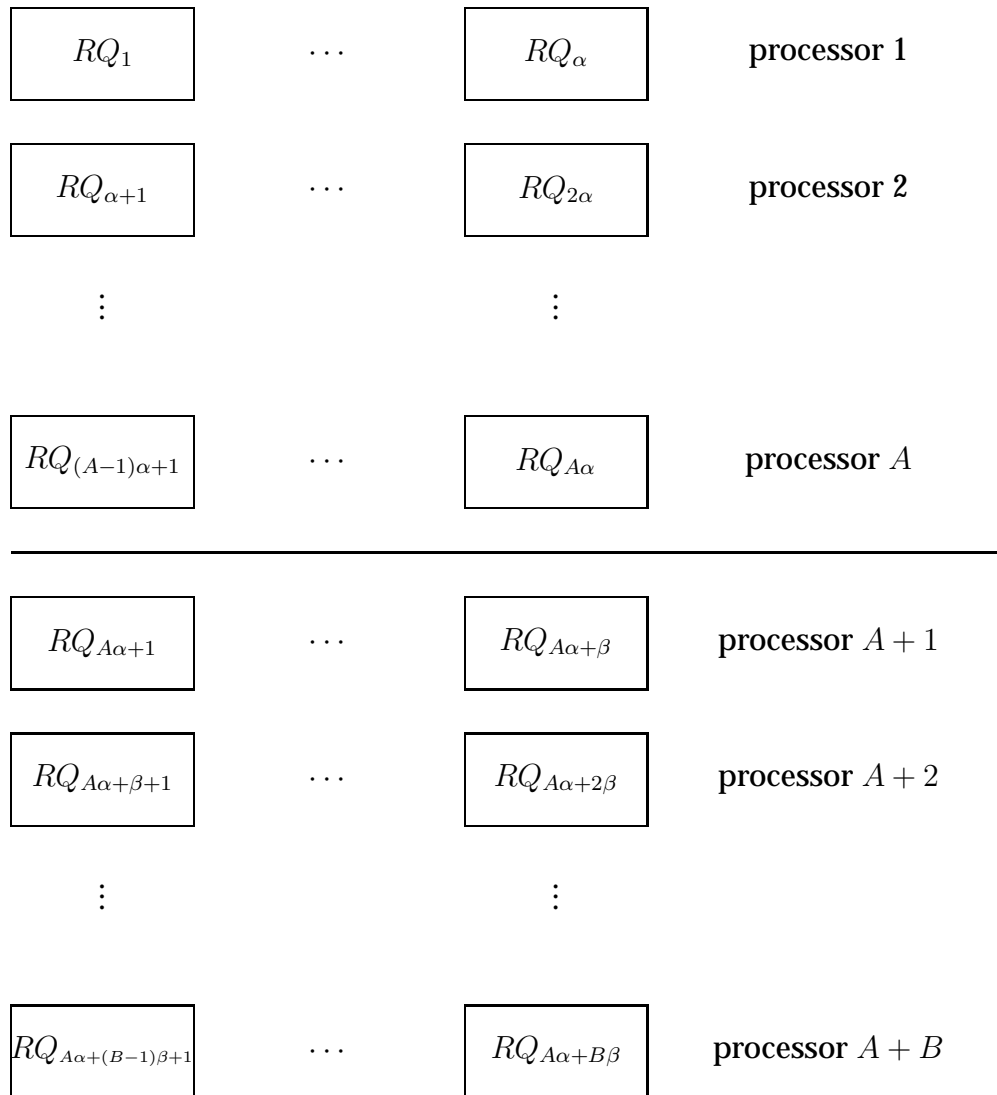 RQ_1 ⋯ RQ_α processor 1
RQ_{α+1} ⋯ RQ_{2α} processor 2
⋮ ⋮
RQ_{(A−1)α+1} ⋯ RQ_{Aα} processor A
RQ_{Aα+1} ⋯ RQ_{Aα+β} processor A + 1
RQ_{Aα+β+1} ⋯ RQ_{Aα+2β} processor A + 2
⋮ ⋮
RQ_{Aα+(B−1)β+1} ⋯ RQ_{Aα+Bβ} processor A + B